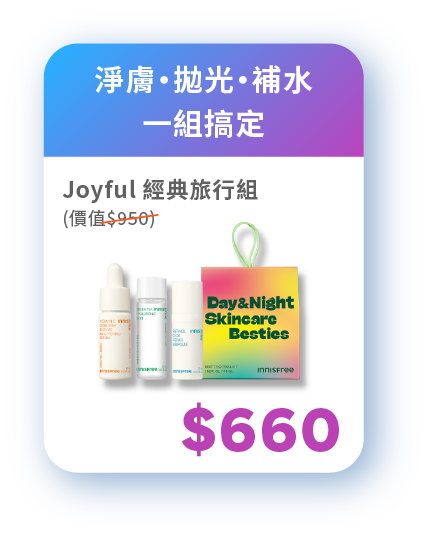 淨膚•拋光•補水
一組搞定
Joyful 經典旅行組
(價值$950)
Day&Night
Skincare
Besties
innisfree
$660